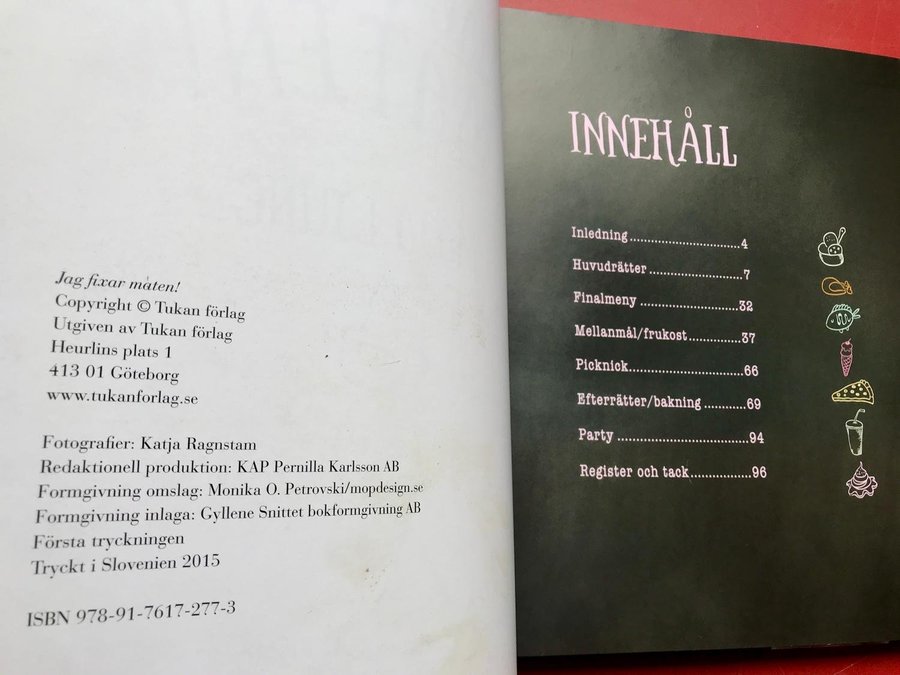 Jag fixar maten!
Copyright © Tukan förlag
Utgiven av Tukan förlag
Heurlins plats 1
413 01 Göteborg
www.tukanforlag.se
Fotografier: Katja Ragnstam
Redaktionell produktion: KAP Pernilla Karlsson AB
Formgivning omslag: Monika O. Petrovski/mopdesign.se
Formgivning inlaga: Gyllene Snittet bokformgivning AB
Första tryckningen
Tryckt i Slovenien 2015
ISBN 978-91-7617-277-3
INNEHÅLL
Inledning................................4
Huvudrätter...........................7
Finalmeny .............................32
Mellanmål/frukost...............37
Picknick.................................66
Efterrätter/bakning ............69
Party ......................................94
Register och tack..................96